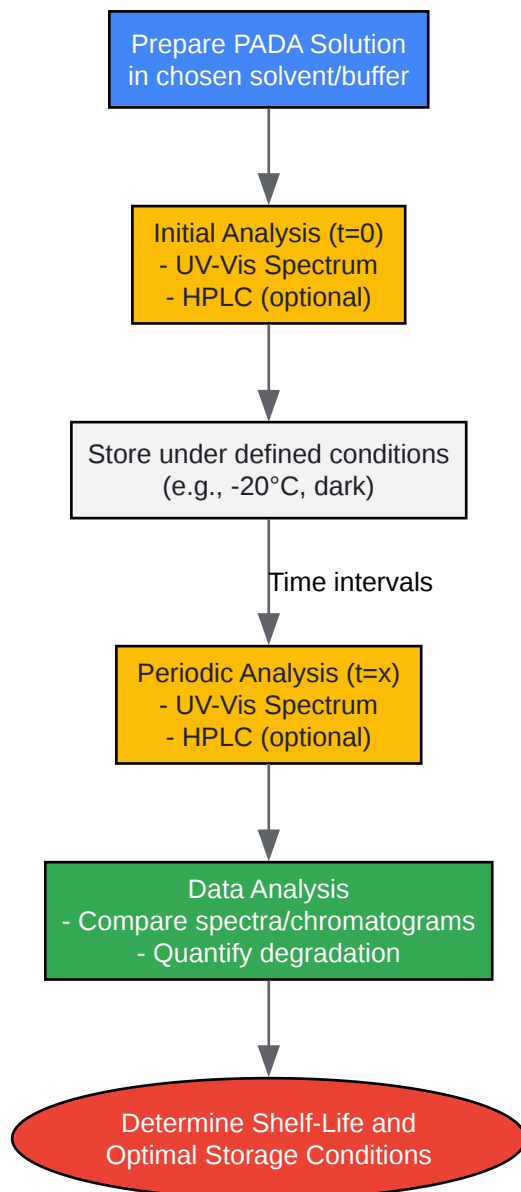 Prepare PADA Solution
in chosen solvent/buffer
Initial Analysis (t=0)
- UV-Vis Spectrum
- HPLC (optional)
Store under defined conditions
(e.g., -20°C, dark)
Time intervals
Periodic Analysis (t=x)
- UV-Vis Spectrum
- HPLC (optional)
Data Analysis
- Compare spectra/chromatograms
- Quantify degradation
Determine Shelf-Life and
Optimal Storage Conditions